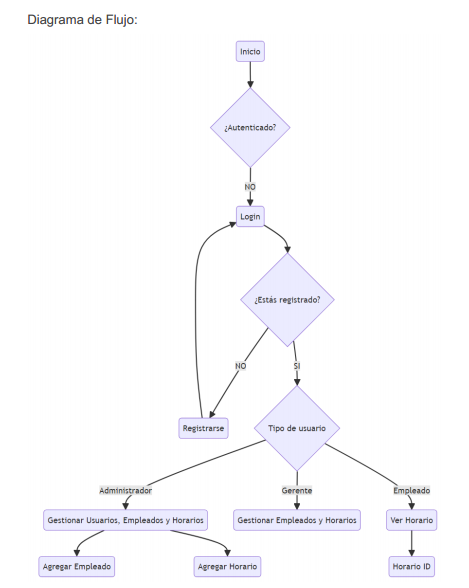 Diagrama de Flujo:
Inicio
¿Autenticado?
NO
Login
¿Estás registrado?
NO
SI
Registrarse
Tipo de usuario
Administrador
Gerente
Empleado
Gestionar Usuarios, Empleados y Horarios
Gestionar Empleados y Horarios
Ver Horario
Agregar Empleado
Agregar Horario
Horario ID